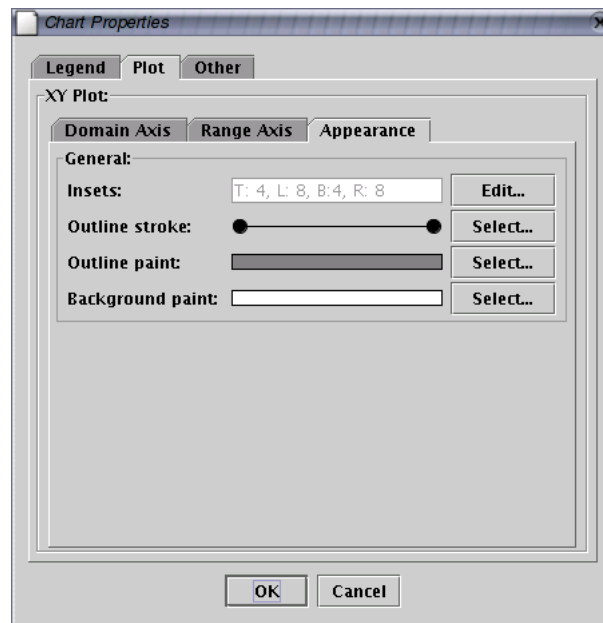 Chart Properties
Legend Plot Other
XY Plot:
Domain Axis Range Axis Appearance
General:
Insets: T: 4, L: 8, B:4, R: 8 Edit...
Outline stroke: Select...
Outline paint: Select...
Background paint: Select...
OK Cancel